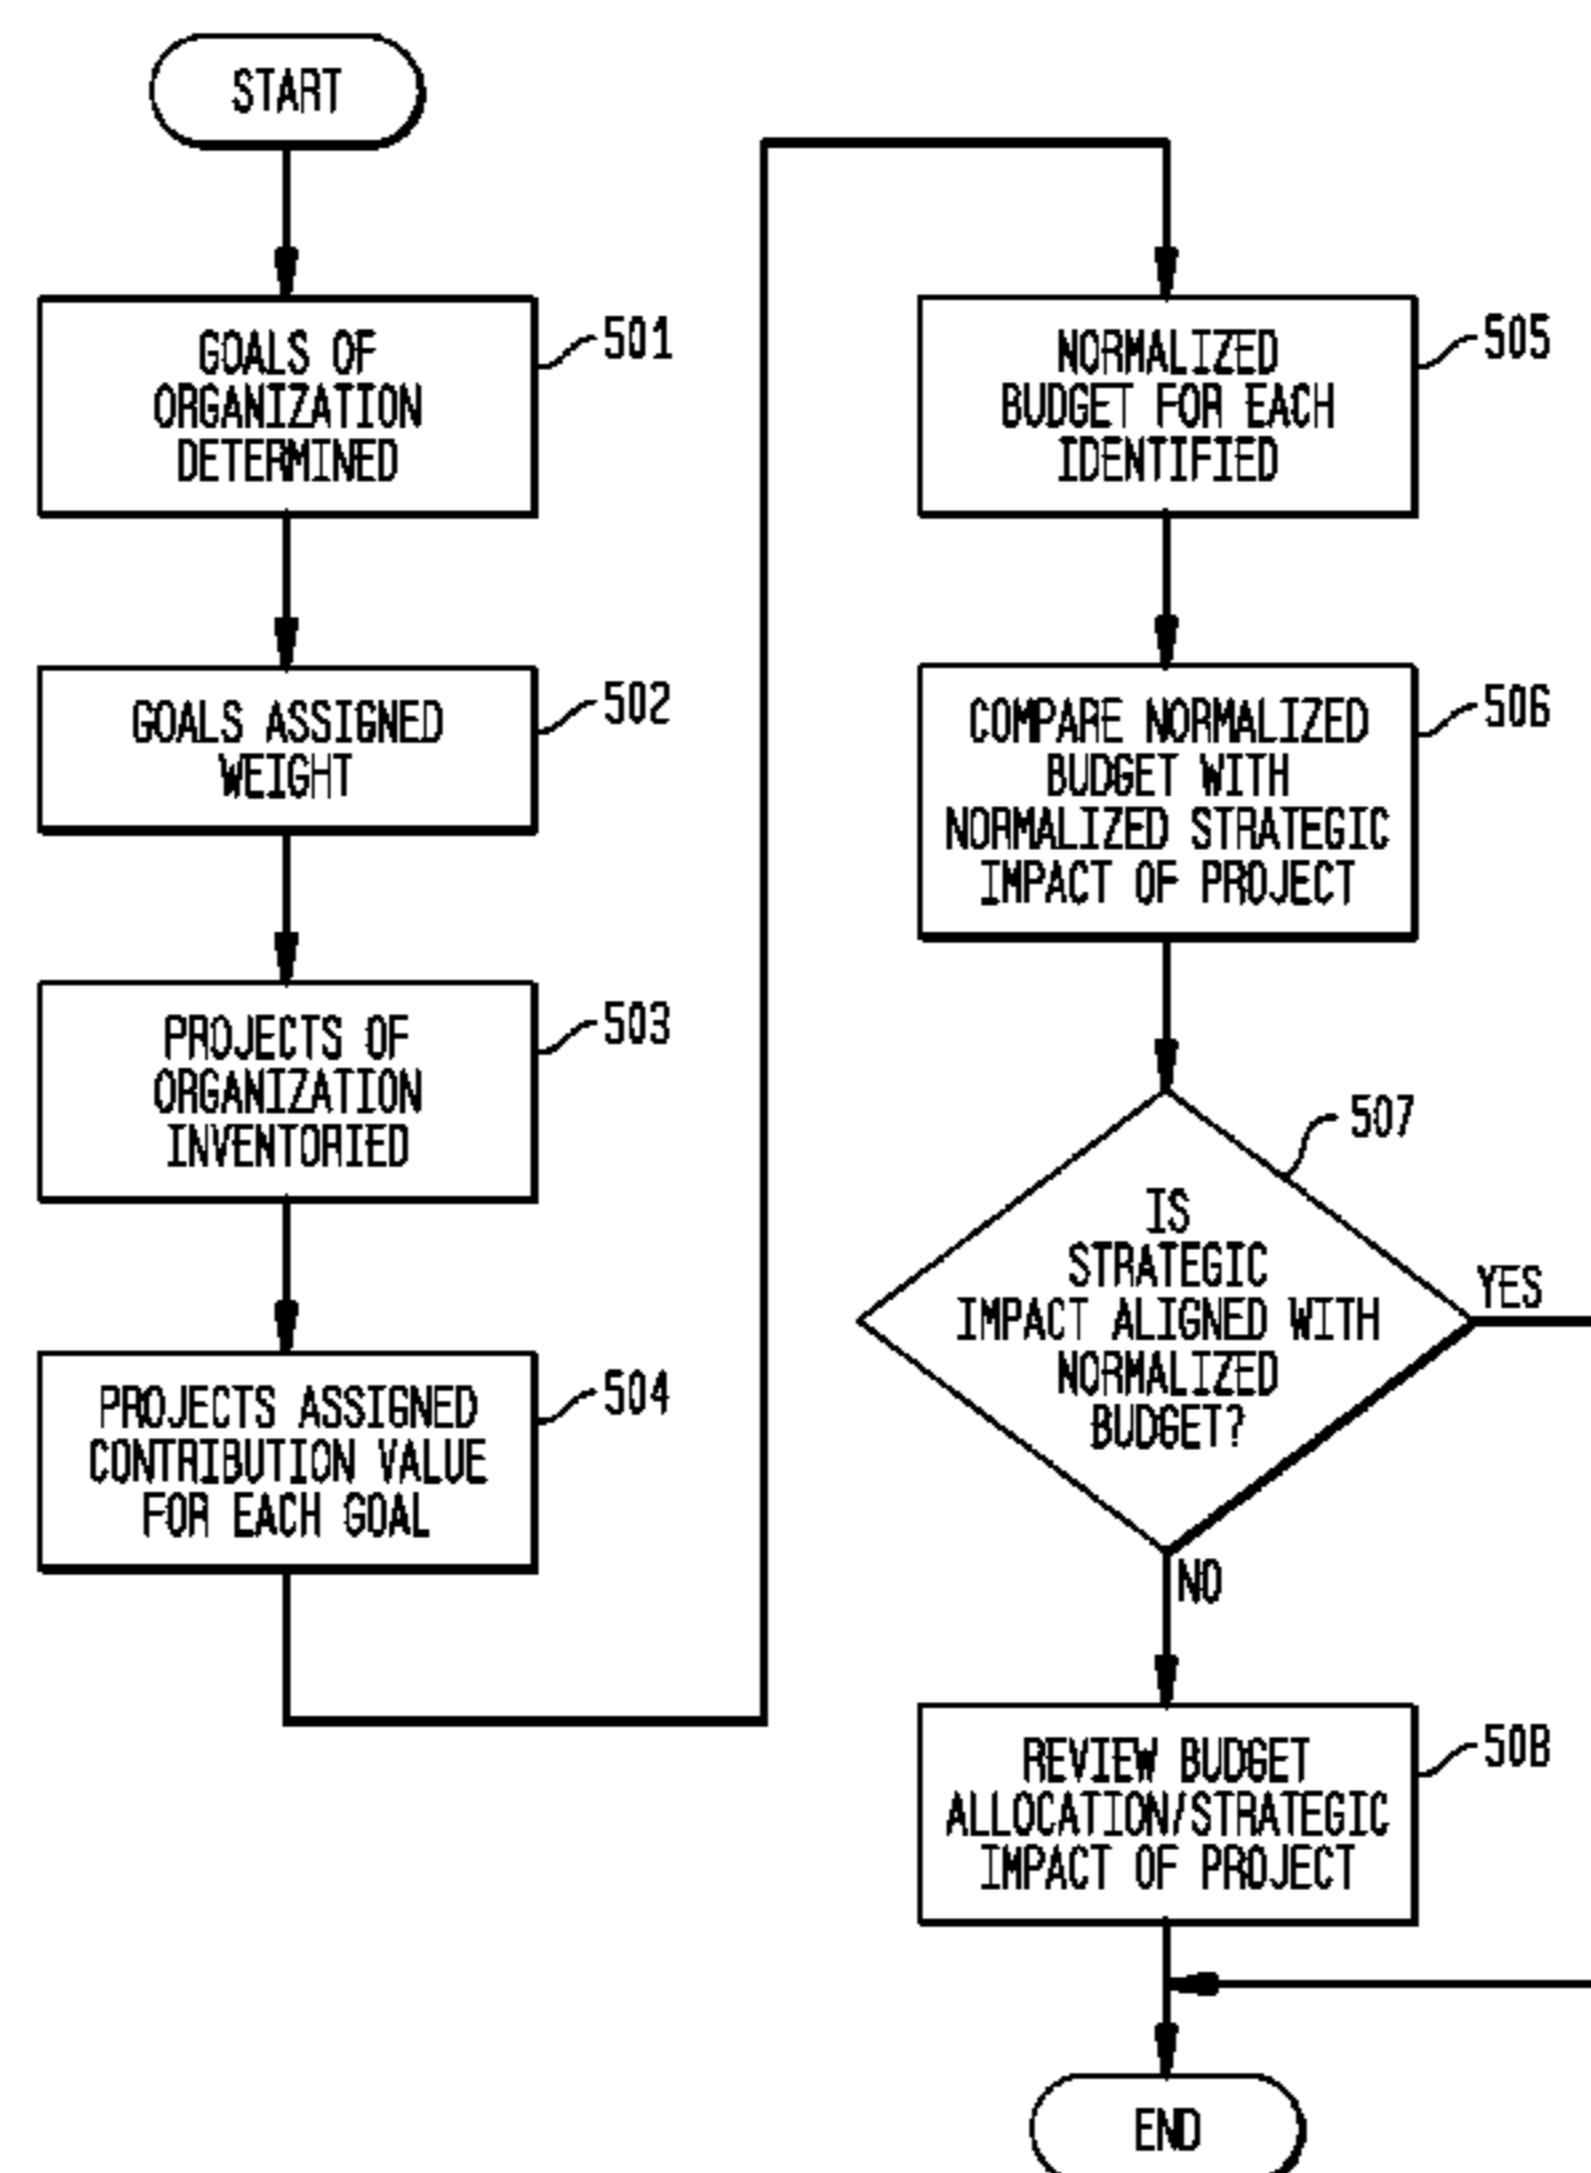 START
GOALS OF
ORGANIZATION
DETERMINED
501
GOALS ASSIGNED
WEIGHT
502
PROJECTS OF
ORGANIZATION
INVENTORIED
503
PROJECTS ASSIGNED
CONTRIBUTION VALUE
FOR EACH GOAL
504
NORMALIZED
BUDGET FOR EACH
IDENTIFIED
505
COMPARE NORMALIZED
BUDGET WITH
NORMALIZED STRATEGIC
IMPACT OF PROJECT
506
507
IS
STRATEGIC
IMPACT ALIGNED WITH
NORMALIZED
BUDGET?
YES
NO
REVIEW BUDGET
ALLOCATION/STRATEGIC
IMPACT OF PROJECT
508
END